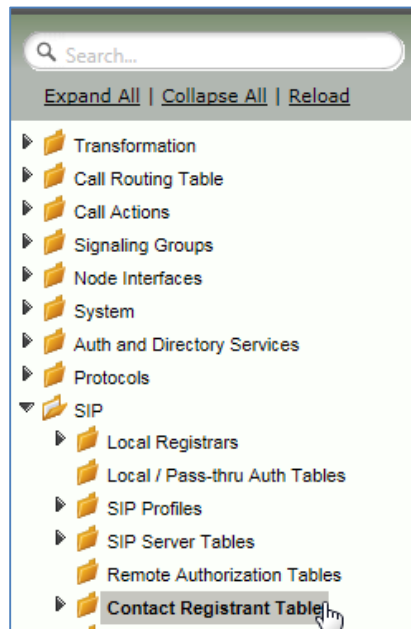 Search...
Expand All | Collapse All | Reload
Transformation
Call Routing Table
Call Actions
Signaling Groups
Node Interfaces
System
Auth and Directory Services
Protocols
SIP
Local Registrars
Local / Pass-thru Auth Tables
SIP Profiles
SIP Server Tables
Remote Authorization Tables
Contact Registrant Table